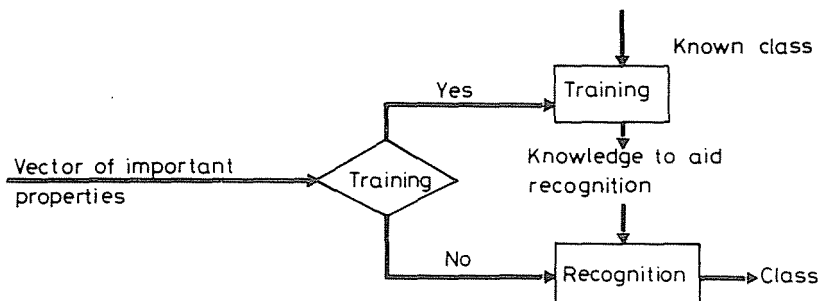 Known class
Yes
Training
Vector of important
properties
Training
Knowledge to aid
recognition
No
Recognition
Class